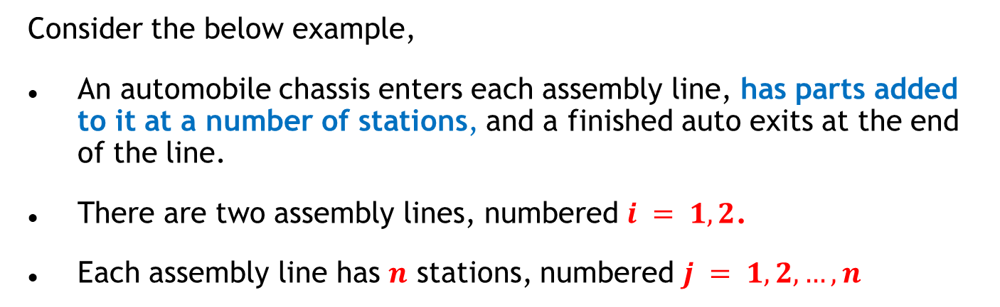 Consider the below example,
• An automobile chassis enters each assembly line, has parts added
to it at a number of stations, and a finished auto exits at the end
of the line.
• There are two assembly lines, numbered i = 1,2.
• Each assembly line has n stations, numbered j = 1,2,…,n